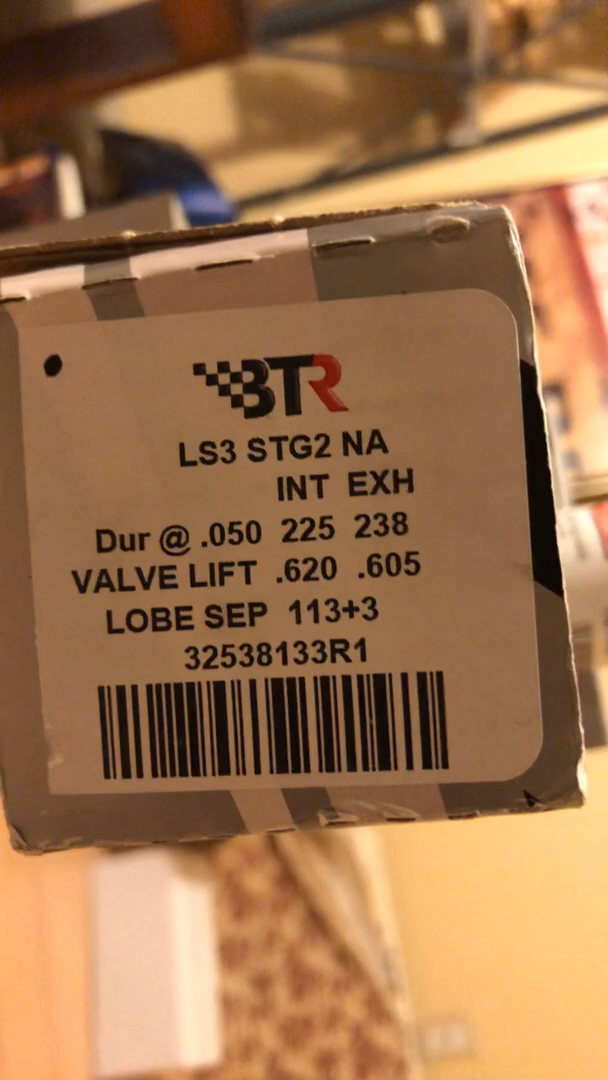 BTR
LS3 STG2 NA
INT EXH
Dur @ .050 225 238
VALVE LIFT .620 .605
LOBE SEP 113+3
32538133R1